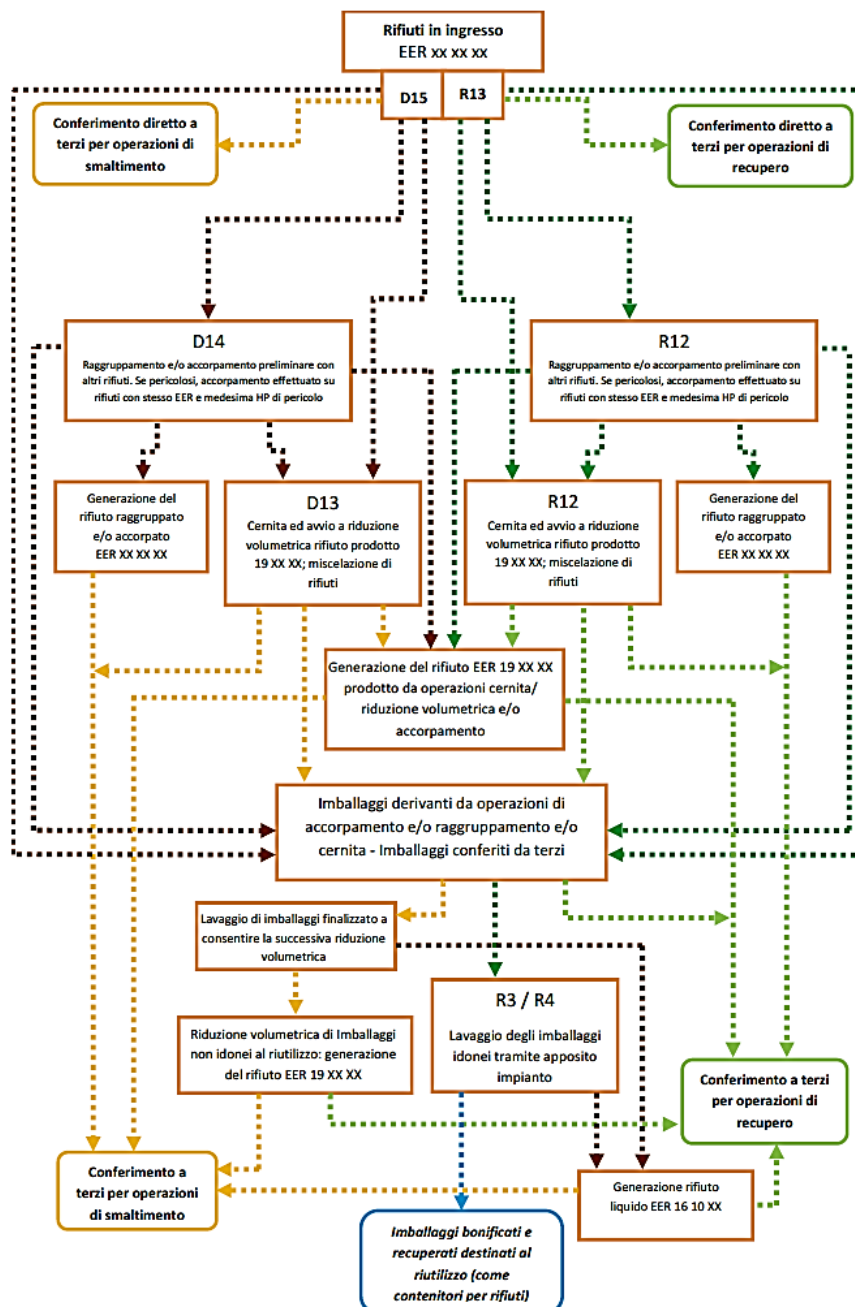 Rifiuti in ingresso
EER xx xx xx
D15
R13
Conferimento diretto a
terzi per operazioni di
smaltimento
Conferimento diretto a
terzi per operazioni di
recupero
D14
Raggruppamento e/o accorpamento preliminare con
altri rifiuti. Se pericolosi, accorpamento effettuato su
rifiuti con stesso EER e medesima HP di pericolo
R12
Raggruppamento e/o accorpamento preliminare con
altri rifiuti. Se pericolosi, accorpamento effettuato su
rifiuti con stesso EER e medesima HP di pericolo
Generazione del
rifiuto raggruppato
e/o accorpato
EER XX XX XX
D13
Cernita ed avvio a riduzione
volumetrica rifiuto prodotto
19 XX XX; miscelazione di
rifiuti
R12
Cernita ed avvio a riduzione
volumetrica rifiuto prodotto
19 XX XX; miscelazione di
rifiuti
Generazione del
rifiuto raggruppato
e/o accorpato
EER XX XX XX
Generazione del rifiuto EER 19 XX XX
prodotto da operazioni cernita/
riduzione volumetrica e/o
accorpamento
Imballaggi derivanti da operazioni di
accorpamento e/o raggruppamento e/o
cernita - Imballaggi conferiti da terzi
Lavaggio di imballaggi finalizzato a
consentire la successiva riduzione
volumetrica
R3 / R4
Lavaggio degli imballaggi
idonei tramite apposito
impianto
Riduzione volumetrica di Imballaggi
non idonei al riutilizzo: generazione
del rifiuto EER 19 XX XX
Conferimento a terzi
per operazioni di
recupero
Conferimento a
terzi per operazioni
di smaltimento
Generazione rifiuto
liquido EER 16 10 XX
Imballaggi bonificati e
recuperati destinati al
riutilizzo (come
contenitori per rifiuti)